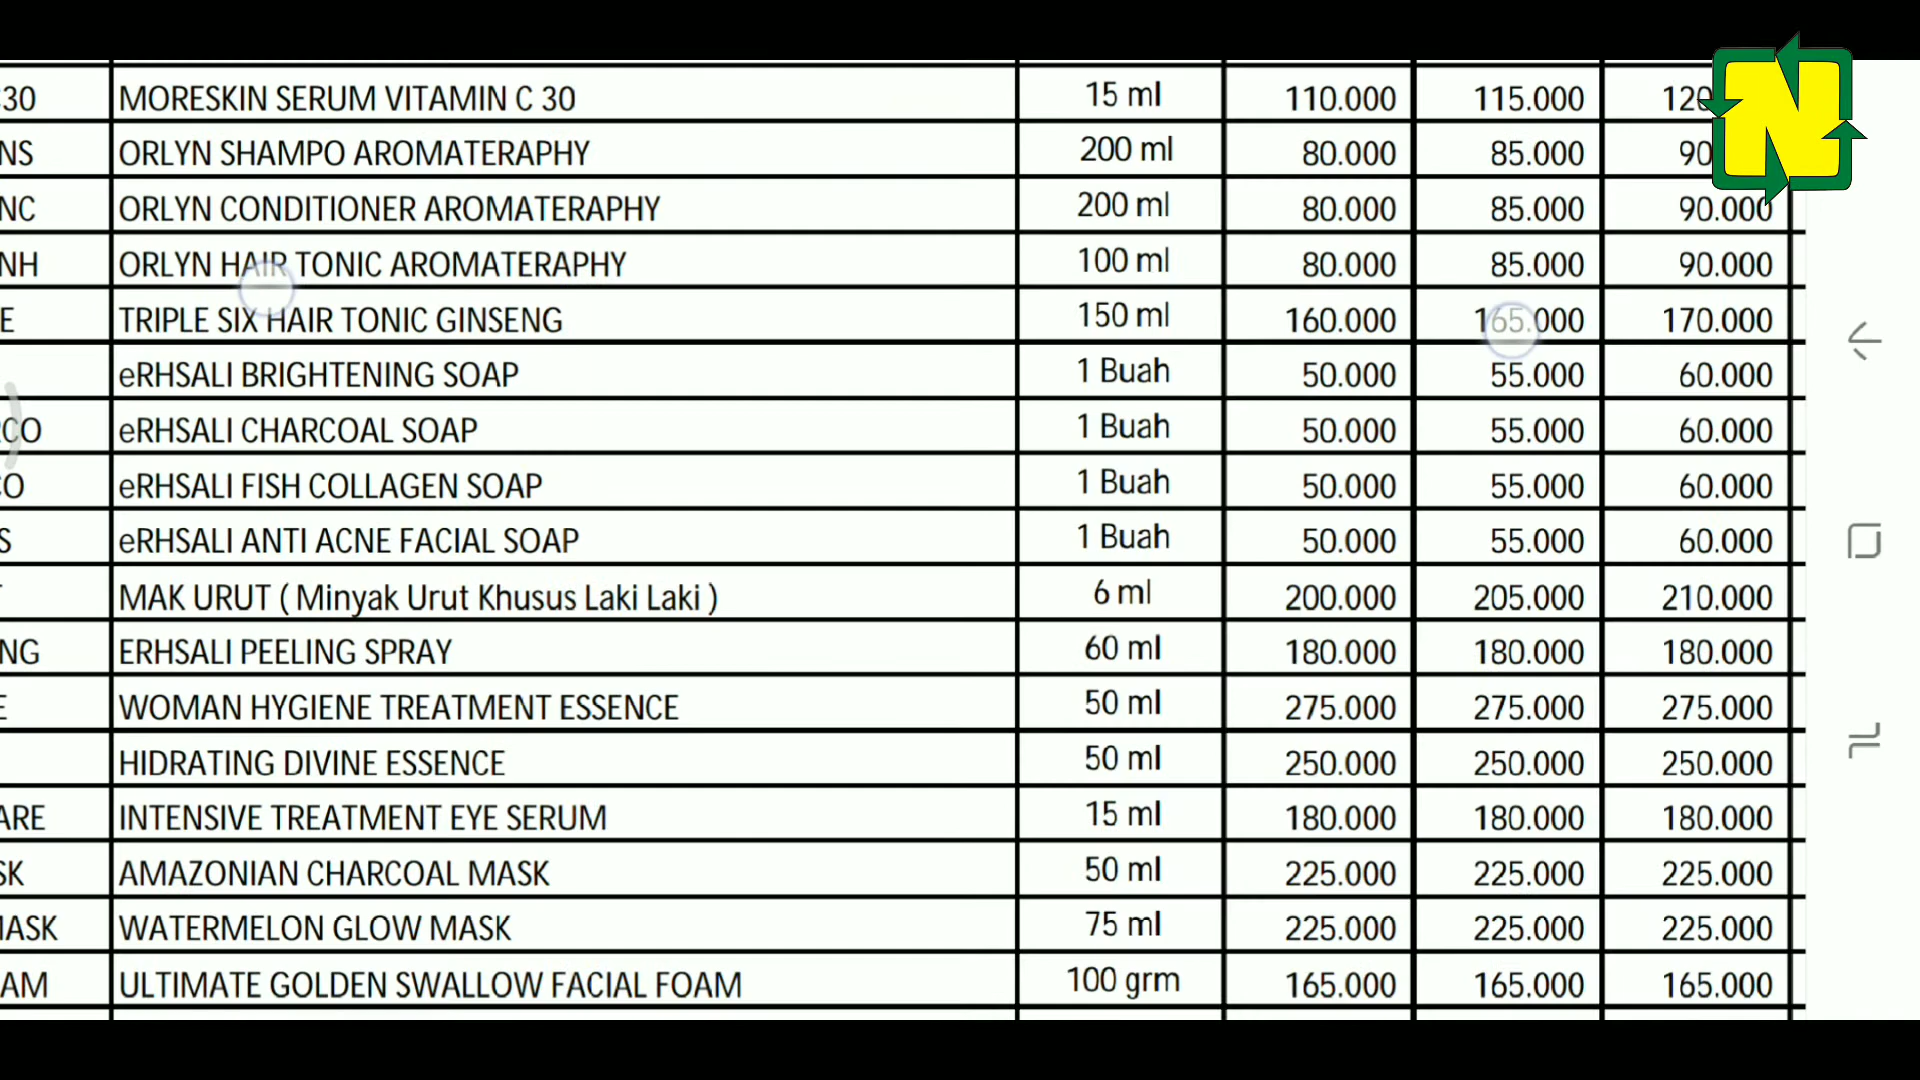 C30 MORESKIN SERUM VITAMIN C 30 15 ml 110.000 115.000 120
NS ORLYN SHAMPO AROMATERAPHY 200 ml 80.000 85.000 90
NC ORLYN CONDITIONER AROMATERAPHY 200 ml 80.000 85.000 90.000
NH ORLYN HAIR TONIC AROMATERAPHY 100 ml 80.000 85.000 90.000
E TRIPLE SIX HAIR TONIC GINSENG 150 ml 160.000 165.000 170.000
eRHSALI BRIGHTENING SOAP 1 Buah 50.000 55.000 60.000
CO eRHSALI CHARCOAL SOAP 1 Buah 50.000 55.000 60.000
CO eRHSALI FISH COLLAGEN SOAP 1 Buah 50.000 55.000 60.000
S eRHSALI ANTI ACNE FACIAL SOAP 1 Buah 50.000 55.000 60.000
MAK URUT ( Minyak Urut Khusus Laki Laki ) 6 ml 200.000 205.000 210.000
NG ERHSALI PEELING SPRAY 60 ml 180.000 180.000 180.000
E WOMAN HYGIENE TREATMENT ESSENCE 50 ml 275.000 275.000 275.000
HIDRATING DIVINE ESSENCE 50 ml 250.000 250.000 250.000
ARE INTENSIVE TREATMENT EYE SERUM 15 ml 180.000 180.000 180.000
SK AMAZONIAN CHARCOAL MASK 50 ml 225.000 225.000 225.000
MASK WATERMELON GLOW MASK 75 ml 225.000 225.000 225.000
AM ULTIMATE GOLDEN SWALLOW FACIAL FOAM 100 grm 165.000 165.000 165.000
N